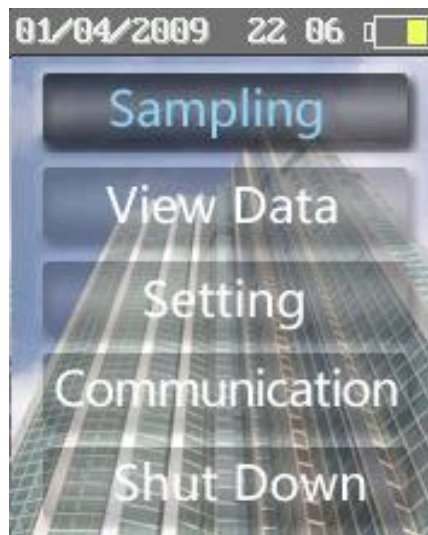 01/04/2009 22 06
Sampling
View Data
Setting
Communication
Shut Down